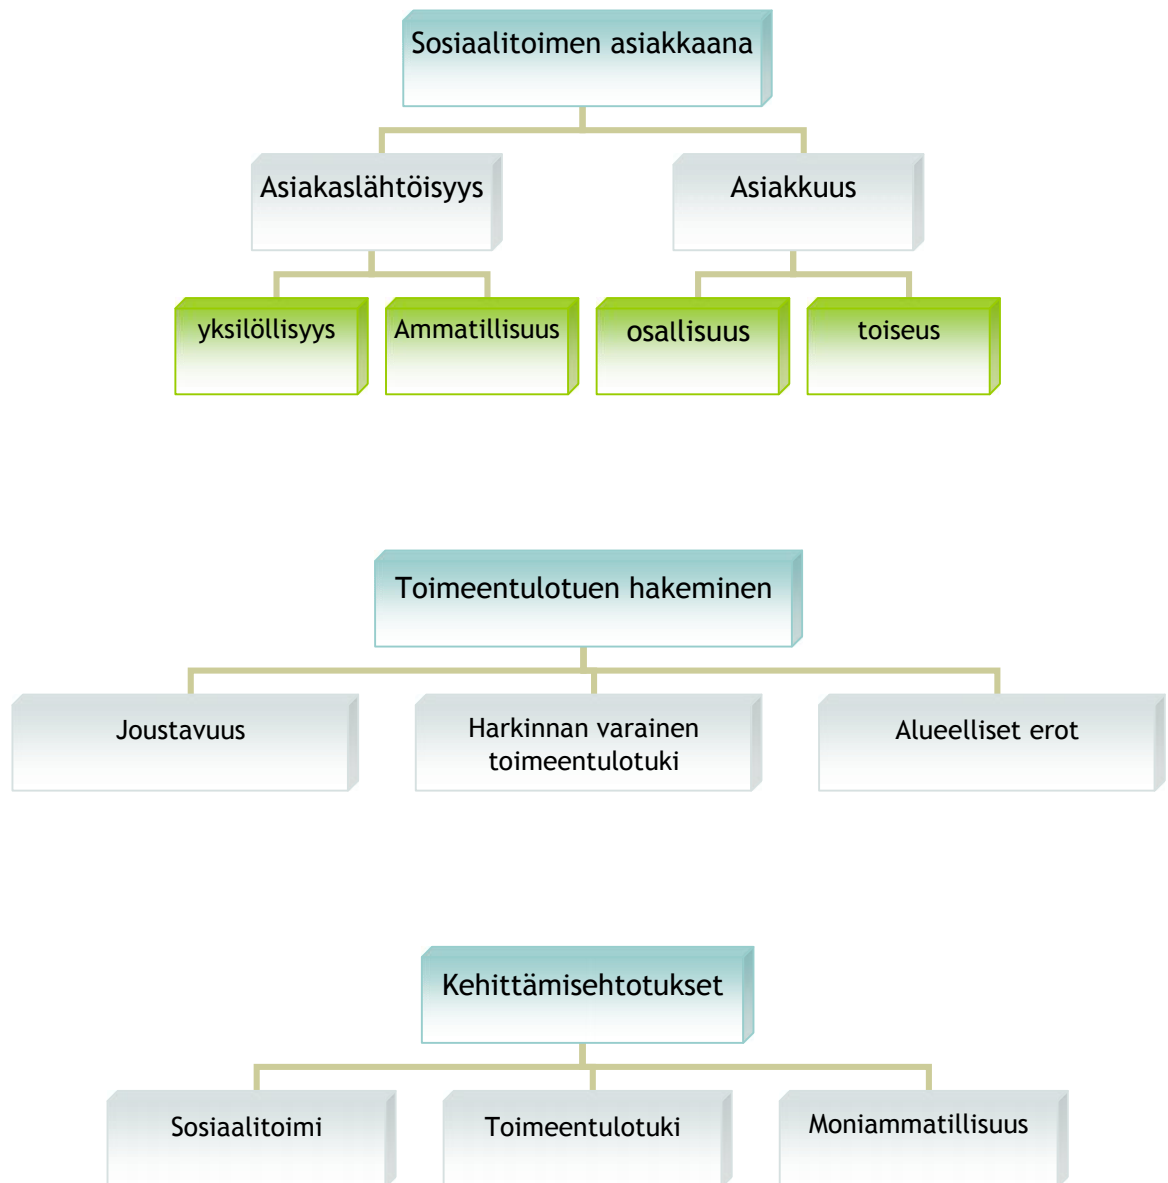 Sosiaalitoimen asiakkaana
Asiakaslähtöisyys
Asiakkuus
yksilöllisyys
Ammatillisuus
osallisuus
toiseus
Toimeentulotuen hakeminen
Joustavuus
Harkinnan varainen
toimeentulotuki
Alueelliset erot
Kehittämisehtotukset
Sosiaalitoimi
Toimeentulotuki
Moniammatillisuus